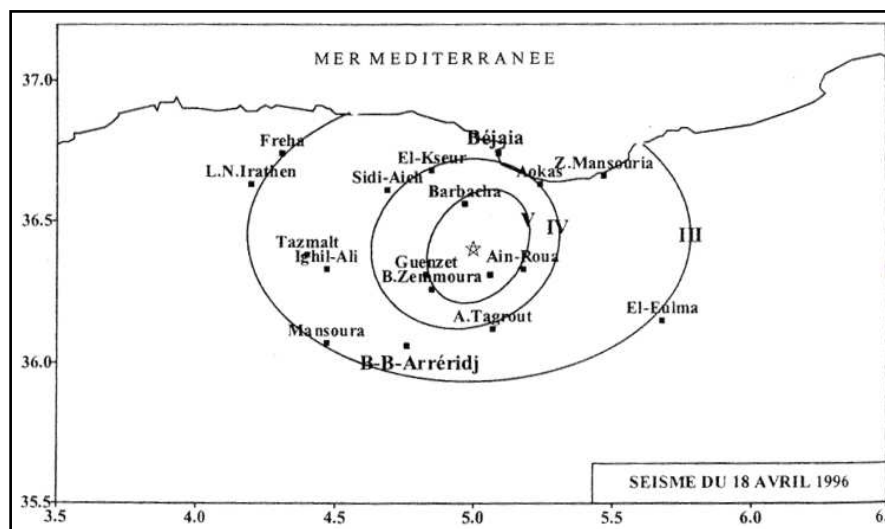 MER MEDITERRANEE
37.0
Freha
Béjaia
El-Kseur
Z.Mansouria
L.N.Irathen
Sidi-Aich
Aokas
Barbacha
36.5
V
IV
III
Tazmalt
Ighil-Ali
Guenzet
Ain-Roua
B.Zemmoura
El-Eulma
A.Tagrout
Mansoura
B-B-Arréridj
36.0
SEISME DU 18 AVRIL 1996
35.5
3.5 4.0 4.5 5.0 5.5 6.0